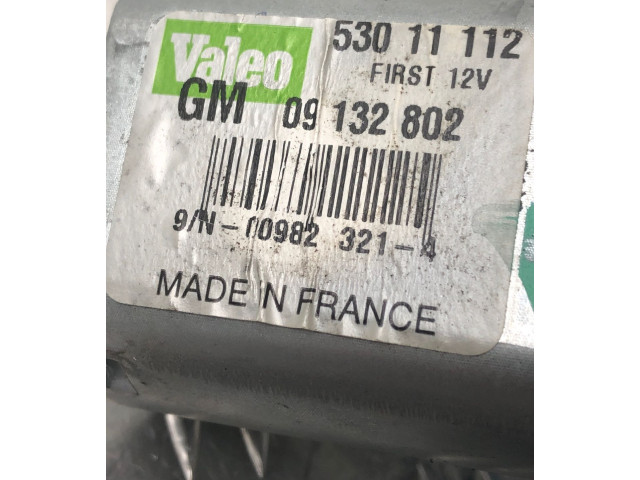 Valeo 530 11 112
FIRST 12V
GM 09 132 802
9/N-00982 321-4
MADE IN FRANCE